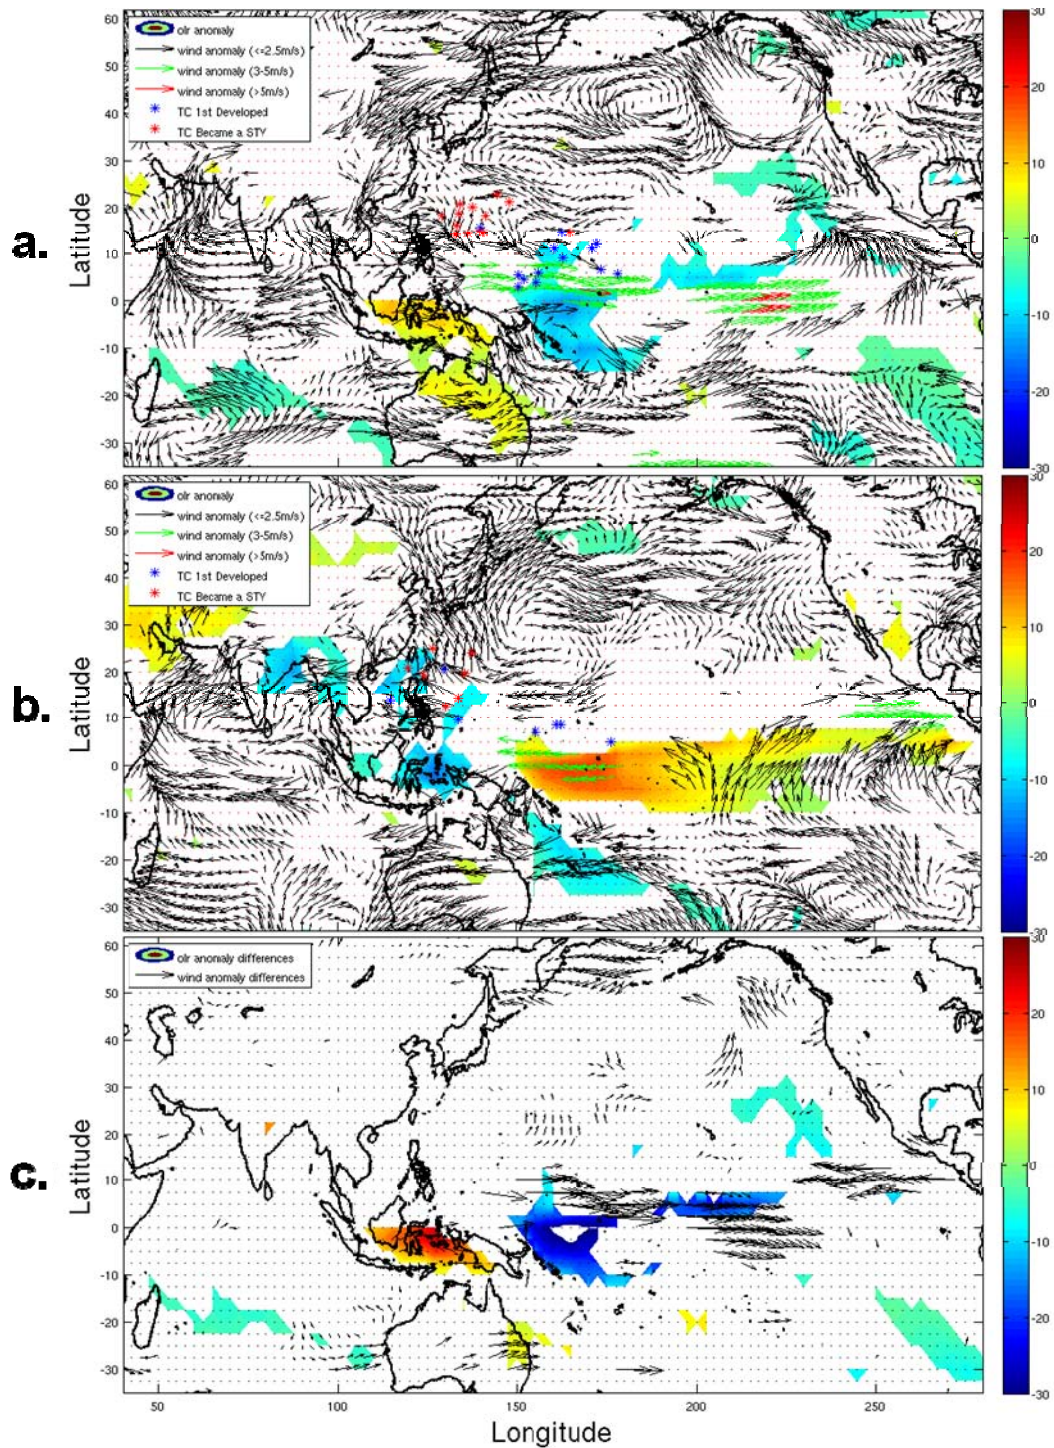 a.
Latitude
60
50
40
30
20
10
0
-10
-20
-30
olr anomaly
wind anomaly (<=2.5m/s)
wind anomaly (3-5m/s)
wind anomaly (>5m/s)
TC 1st Developed
TC Became a STY
30
20
10
0
-10
-20
-30
b.
Latitude
60
50
40
30
20
10
0
-10
-20
-30
olr anomaly
wind anomaly (<=2.5m/s)
wind anomaly (3-5m/s)
wind anomaly (>5m/s)
TC 1st Developed
TC Became a STY
30
20
10
0
-10
-20
-30
c.
Latitude
60
50
40
30
20
10
0
-10
-20
-30
olr anomaly differences
wind anomaly differences
30
20
10
0
-10
-20
-30
50 100 150 200 250
Longitude